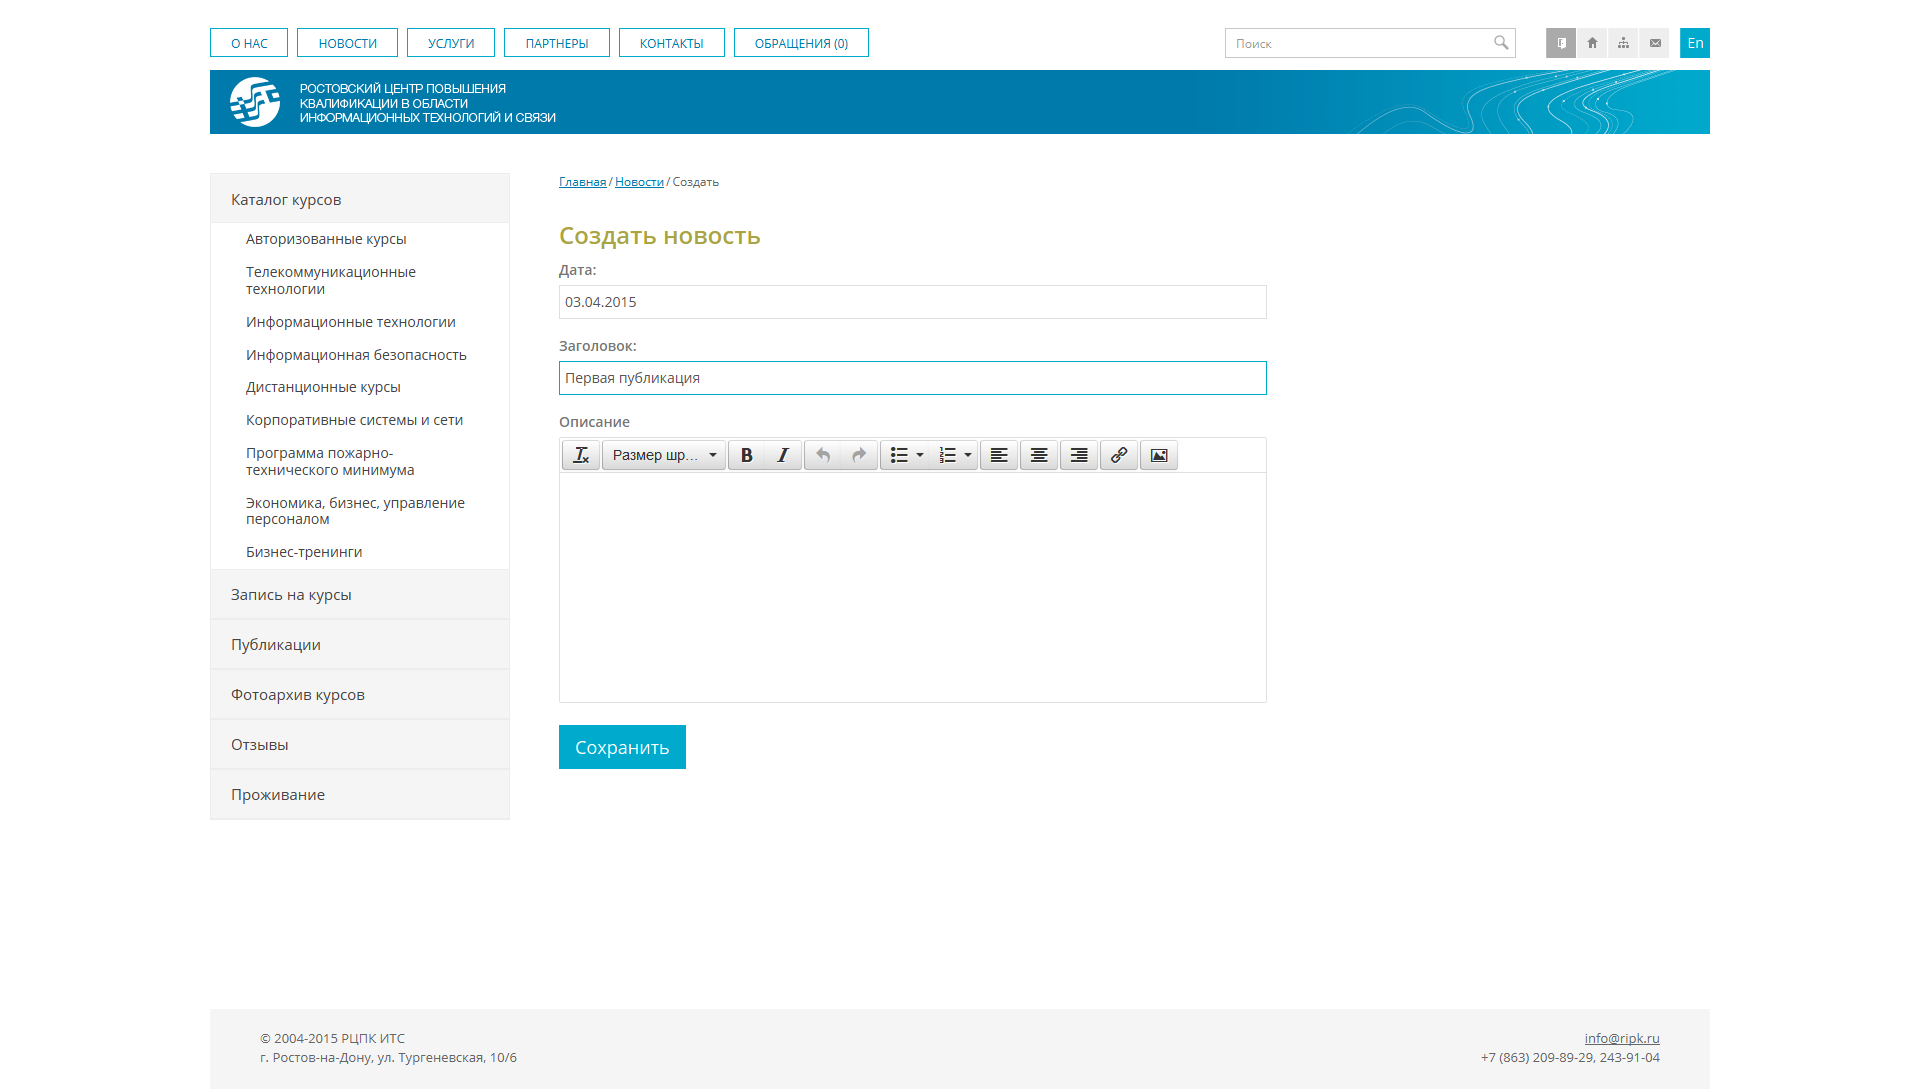 О НАС
НОВОСТИ
УСЛУГИ
ПАРТНЕРЫ
КОНТАКТЫ
ОБРАЩЕНИЯ (0)
Поиск
En
РОСТОВСКИЙ ЦЕНТР ПОВЫШЕНИЯ
КВАЛИФИКАЦИИ В ОБЛАСТИ
ИНФОРМАЦИОННЫХ ТЕХНОЛОГИЙ И СВЯЗИ
Каталог курсов
Авторизованные курсы
Телекоммуникационные
технологии
Информационные технологии
Информационная безопасность
Дистанционные курсы
Корпоративные системы и сети
Программа пожарно-
технического минимума
Экономика, бизнес, управление
персоналом
Бизнес-тренинги
Запись на курсы
Публикации
Фотоархив курсов
Отзывы
Проживание
Главная / Новости / Создать
Создать новость
Дата:
03.04.2015
Заголовок:
Первая публикация
Описание
Размер шр...
Сохранить
© 2004-2015 РЦПК ИТС
г. Ростов-на-Дону, ул. Тургеневская, 10/6
info@ripk.ru
+7 (863) 209-89-29, 243-91-04